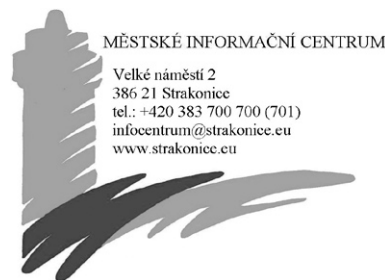 MĚSTSKÉ INFORMAČNÍ CENTRUM
Velké náměstí 2
386 21 Strakonice
tel.: +420 383 700 700 (701)
infocentrum@strakonice.eu
www.strakonice.eu